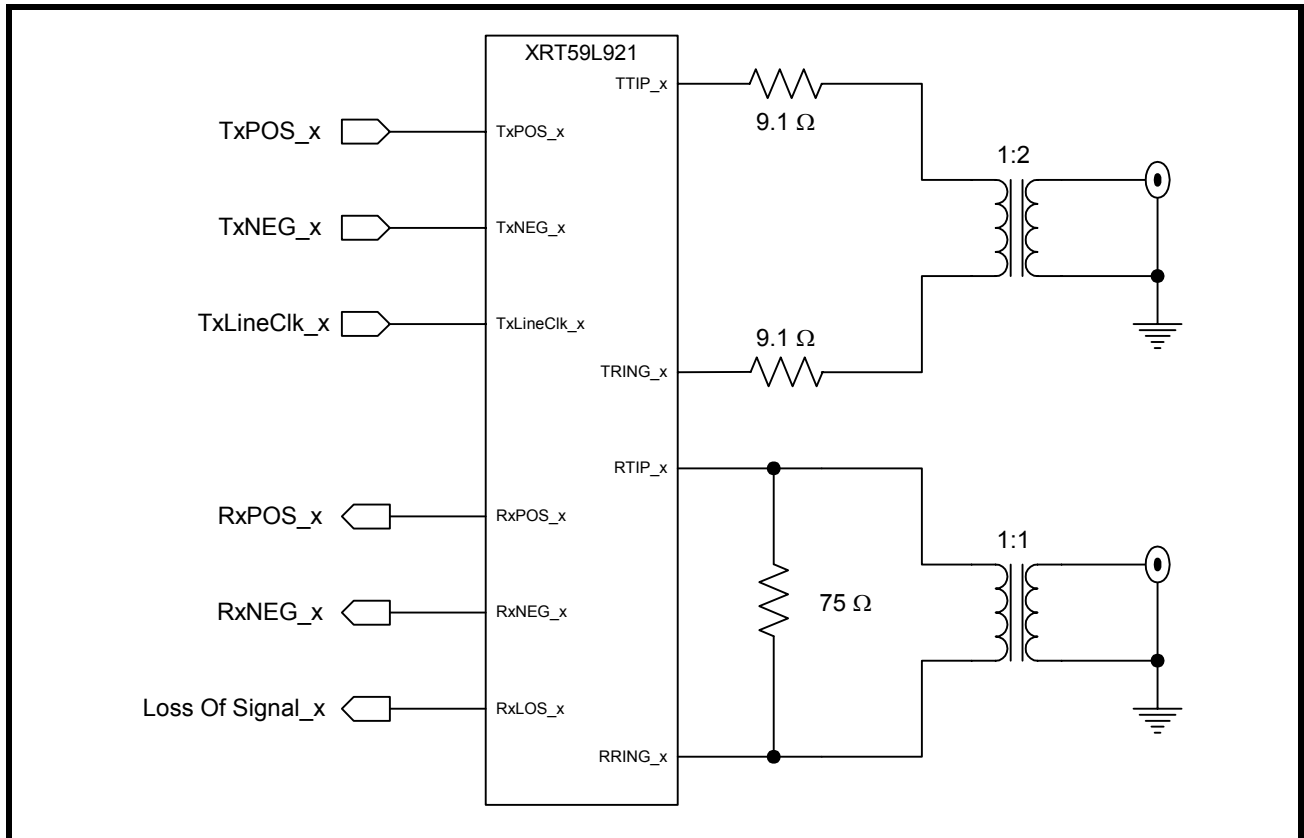 XRT59L921
TTIP_x
9.1 Ω
TxPOS_x
TxPOS_x
1:2
TxNEG_x
TxNEG_x
TxLineClk_x
TxLineClk_x
9.1 Ω
TRING_x
RTIP_x
RxPOS_x
RxPOS_x
1:1
75 Ω
RxNEG_x
RxNEG_x
Loss Of Signal_x
RxLOS_x
RRING_x